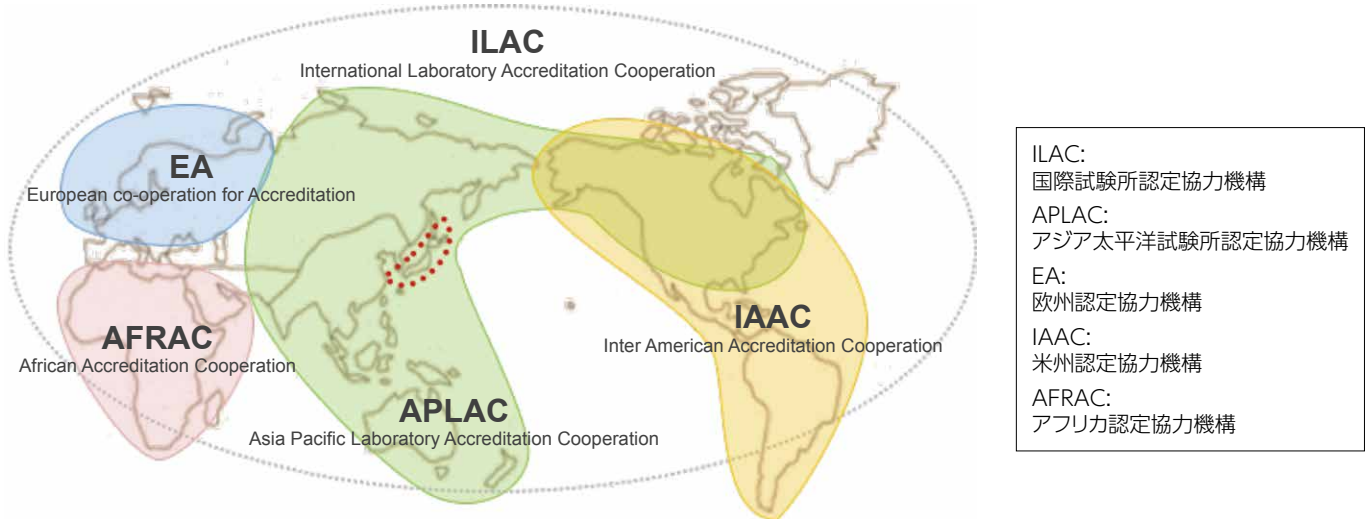 ILAC
International Laboratory Accreditation Cooperation
EA
European co-operation for Accreditation
AFRAC
African Accreditation Cooperation
IAAC
Inter American Accreditation Cooperation
APLAC
Asia Pacific Laboratory Accreditation Cooperation
ILAC:
国際試験所認定協力機構
APLAC:
アジア太平洋試験所認定協力機構
EA:
欧州認定協力機構
IAAC:
米州認定協力機構
AFRAC:
アフリカ認定協力機構